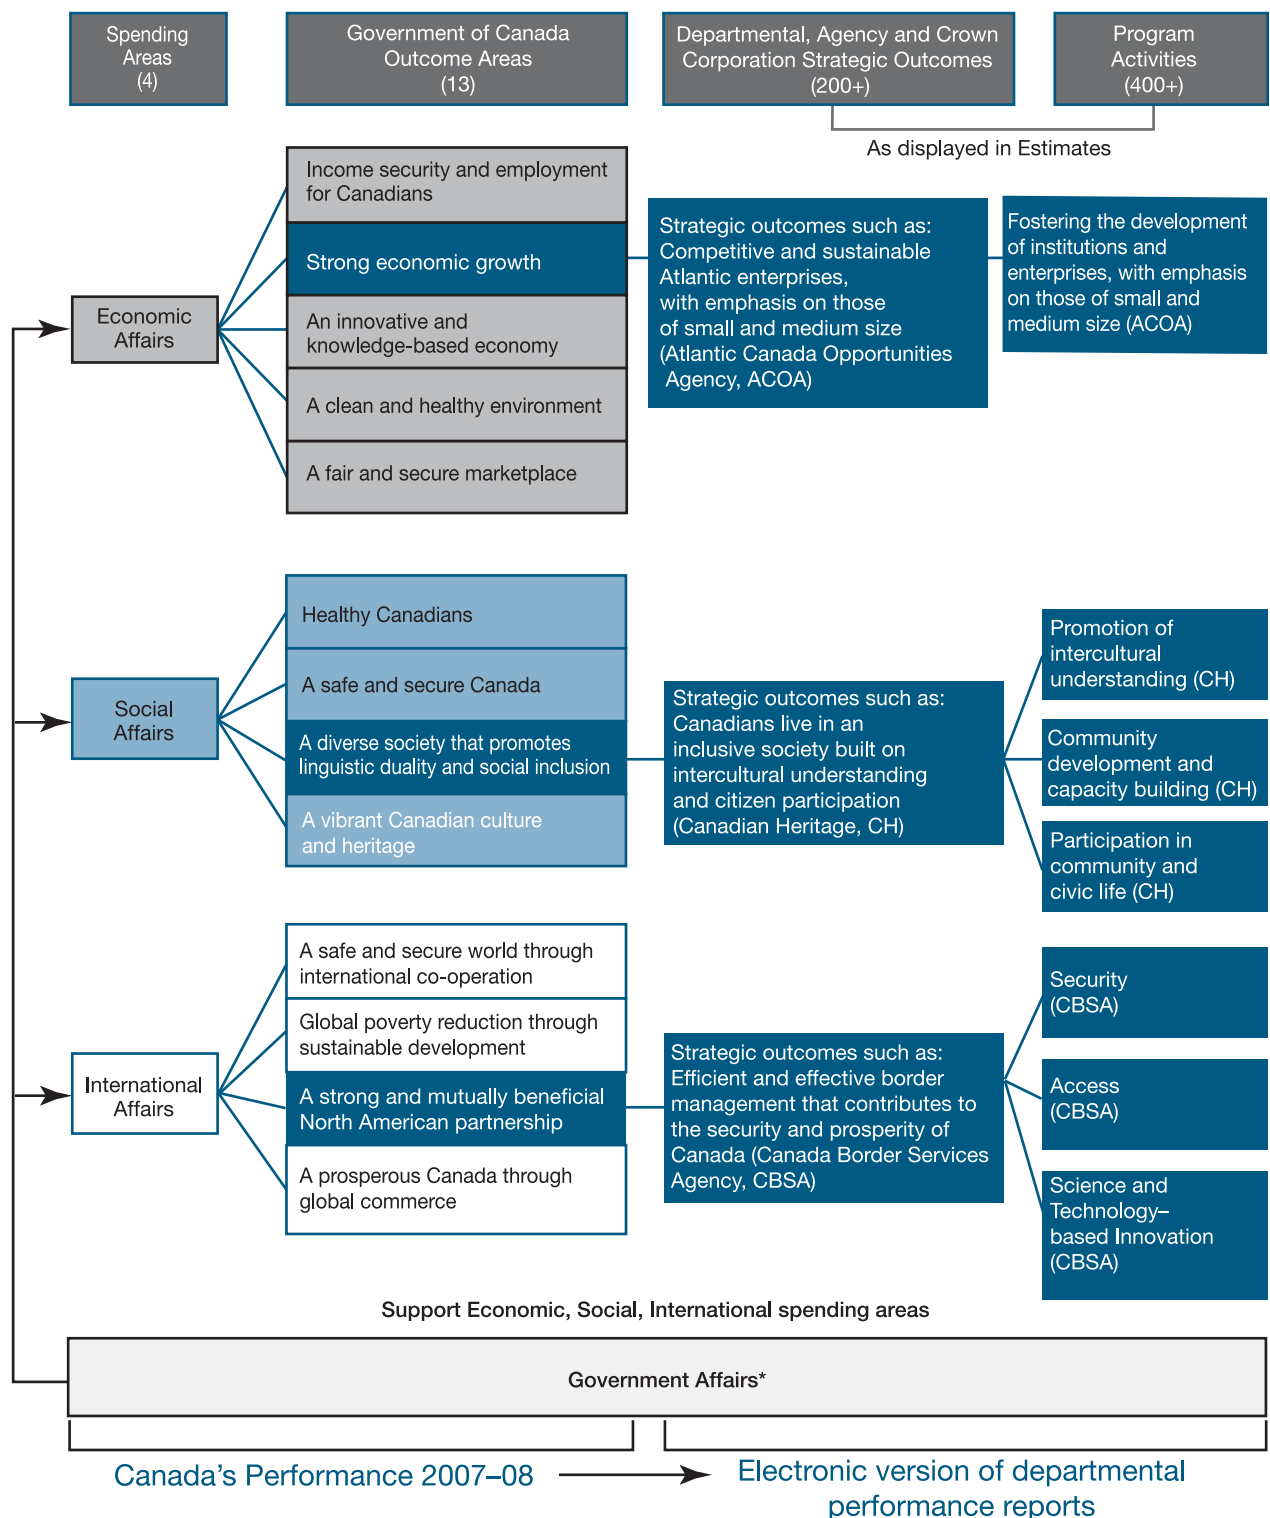 Spending
Areas
(4)
Government of Canada
Outcome Areas
(13)
Departmental, Agency and Crown
Corporation Strategic Outcomes
(200+)
Program
Activities
(400+)
As displayed in Estimates
Economic
Affairs
Income security and employment
for Canadians
Strong economic growth
An innovative and
knowledge-based economy
A clean and healthy environment
A fair and secure marketplace
Strategic outcomes such as:
Competitive and sustainable
Atlantic enterprises,
with emphasis on those
of small and medium size
(Atlantic Canada Opportunities
Agency, ACOA)
Fostering the development
of institutions and
enterprises, with emphasis
on those of small and
medium size (ACOA)
Social
Affairs
Healthy Canadians
A safe and secure Canada
A diverse society that promotes
linguistic duality and social inclusion
A vibrant Canadian culture
and heritage
Strategic outcomes such as:
Canadians live in an
inclusive society built on
intercultural understanding
and citizen participation
(Canadian Heritage, CH)
Promotion of
intercultural
understanding (CH)
Community
development and
capacity building (CH)
Participation in
community and
civic life (CH)
International
Affairs
A safe and secure world through
international co-operation
Global poverty reduction through
sustainable development
A strong and mutually beneficial
North American partnership
A prosperous Canada through
global commerce
Strategic outcomes such as:
Efficient and effective border
management that contributes to
the security and prosperity of
Canada (Canada Border Services
Agency, CBSA)
Security
(CBSA)
Access
(CBSA)
Science and
Technology–
based Innovation
(CBSA)
Support Economic, Social, International spending areas
Government Affairs*
Canada's Performance 2007–08
Electronic version of departmental
performance reports